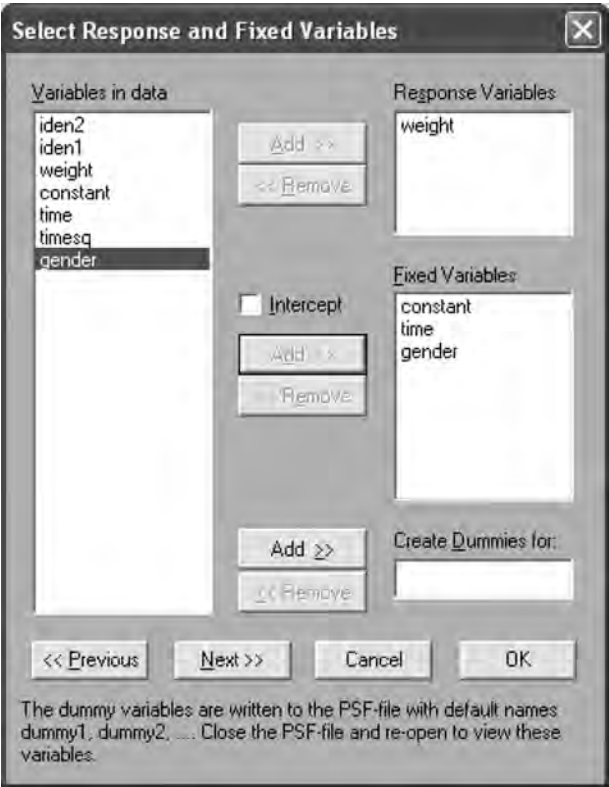 Select Response and Fixed Variables
Variables in data
iden2
iden1
weight
constant
time
timesq
gender
Add >>
<< Remove
Response Variables
weight
Intercept
Add >>
<< Remove
Fixed Variables
constant
time
gender
Add >>
<< Remove
Create Dummies for:
<< Previous
Next >>
Cancel
OK
The dummy variables are written to the PSF-file with default names
dummy1, dummy2, .... Close the PSF-file and re-open to view these
variables.